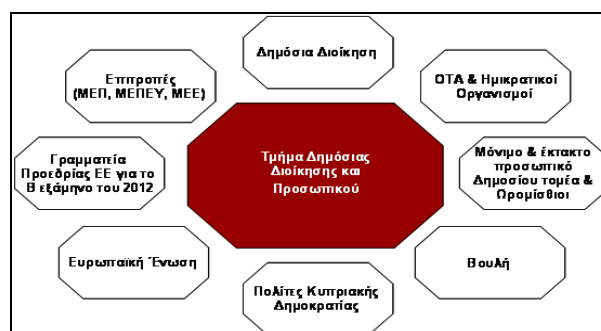 Δημόσια Διοίκηση
Επιτροπές
(ΜΕΠ, ΜΕΠΕΥ, ΜΕΕ)
ΟΤΑ & Ημικρατικοί
Οργανισμοί
Γραμματεία
Προεδρίας ΕΕ για το
Β εξάμηνο του 2012
Τμήμα Δημόσιας
Διοίκησης και
Προσωπικού
Μόνιμο & έκτακτο
προσωπικό
Δημοσίου τομέα &
Ωρομίσθιοι
Ευρωπαϊκή Ένωση
Βουλή
Πολίτες Κυπριακής
Δημοκρατίας